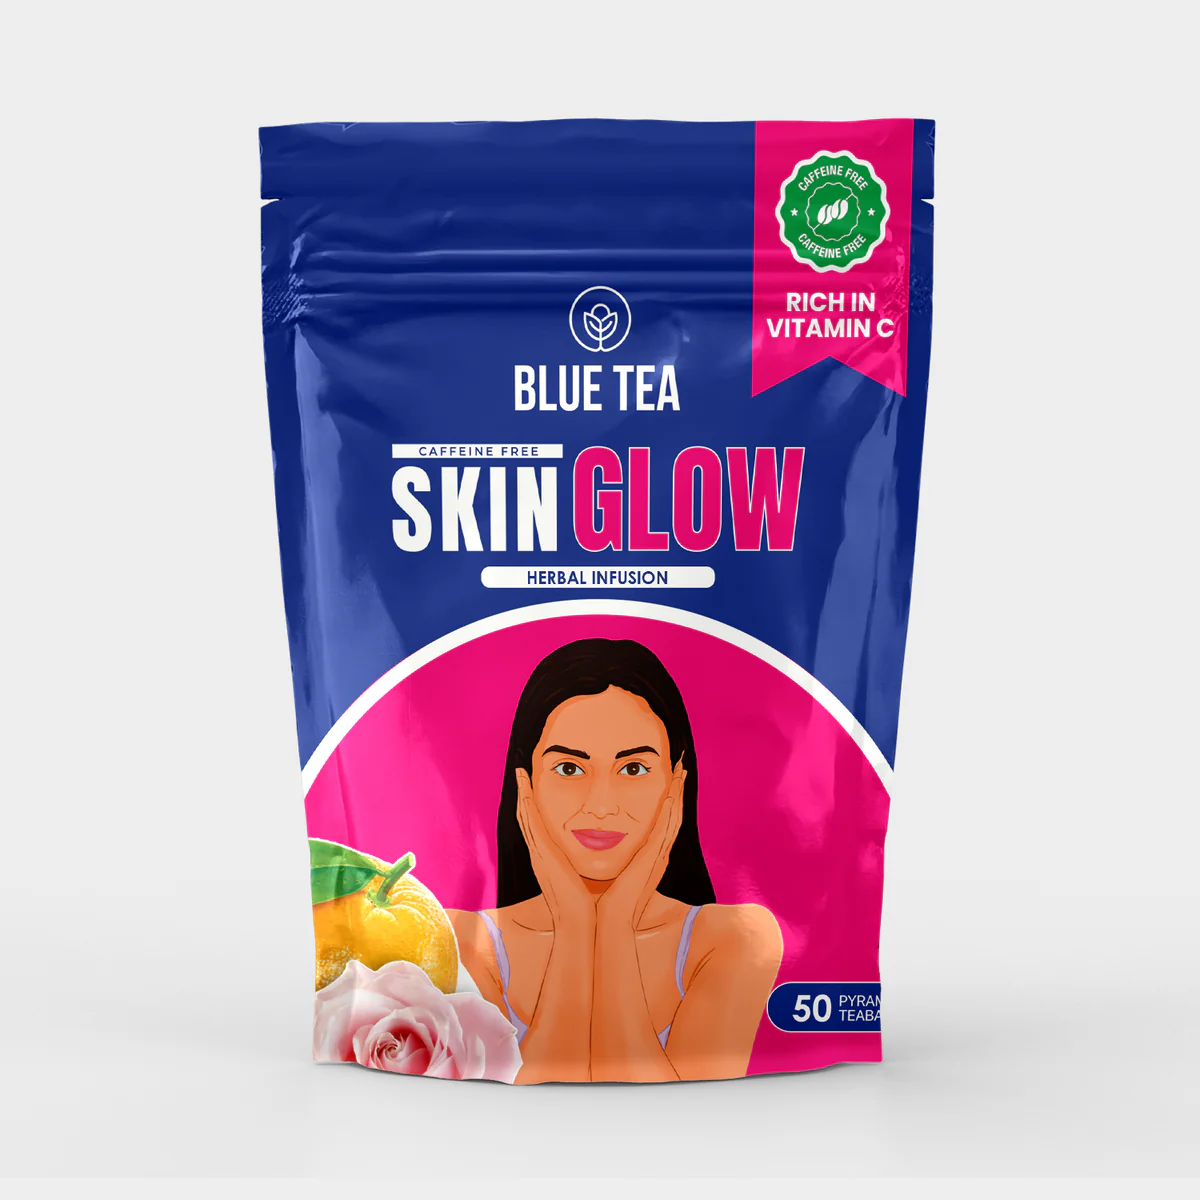 CAFFEINE FREE
CAFFEINE FREE
RICH IN
VITAMIN C
BLUE TEA
CAFFEINE FREE
SKIN GLOW
HERBAL INFUSION
50